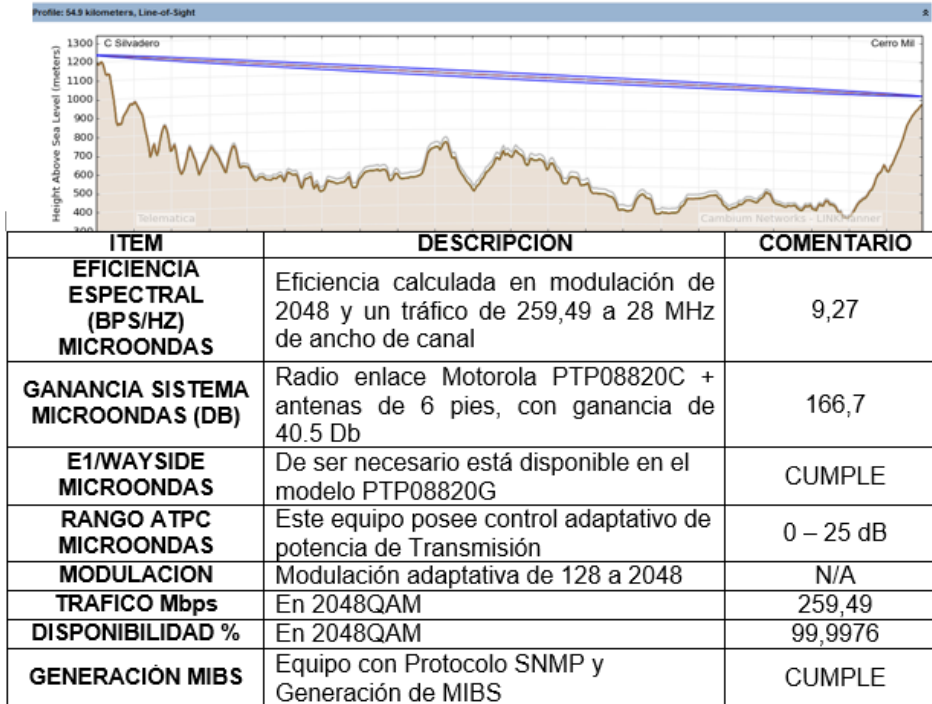 Profile: 54.9 kilometers, Line-of-Sight
C Silvadero
Cerro Mil
Height Above Sea Level (meters)
1300
1200
1100
1000
900
800
700
600
500
400
300
Telematica
Cambium Networks - LINKPlanner
ITEM DESCRIPCION COMENTARIO
EFICIENCIA
ESPECTRAL
(BPS/HZ)
MICROONDAS
Eficiencia calculada en modulación de
2048 y un tráfico de 259,49 a 28 MHz
de ancho de canal
9,27
GANANCIA SISTEMA
MICROONDAS (DB)
Radio enlace Motorola PTP08820C +
antenas de 6 pies, con ganancia de
40.5 Db
166,7
E1/WAYSIDE
MICROONDAS
De ser necesario está disponible en el
modelo PTP08820G
CUMPLE
RANGO ATPC
MICROONDAS
Este equipo posee control adaptativo de
potencia de Transmisión
0 – 25 dB
MODULACION Modulación adaptativa de 128 a 2048 N/A
TRAFICO Mbps En 2048QAM 259,49
DISPONIBILIDAD % En 2048QAM 99,9976
GENERACIÓN MIBS
Equipo con Protocolo SNMP y
Generación de MIBS
CUMPLE